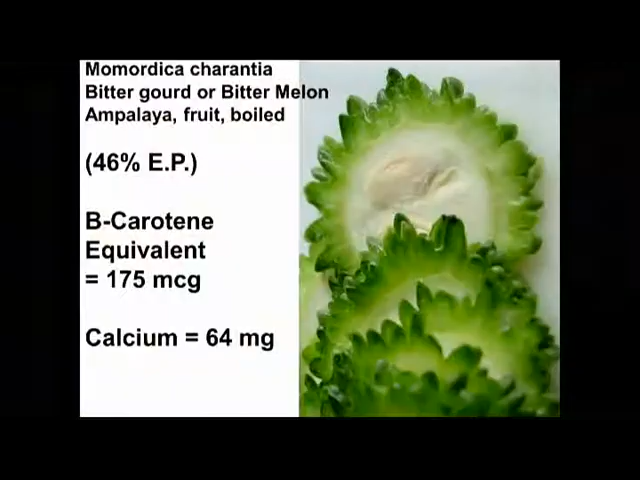 Momordica charantia
Bitter gourd or Bitter Melon
Ampalaya, fruit, boiled
(46% E.P.)
B-Carotene
Equivalent
= 175 mcg
Calcium = 64 mg